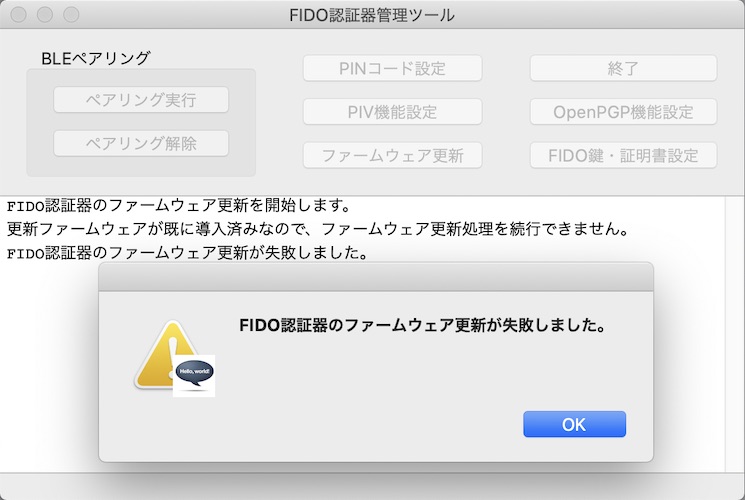 FIDO認証器管理ツール
BLEペアリング
ペアリング実行
ペアリング解除
PINコード設定
終了
PIV機能設定
OpenPGP機能設定
ファームウェア更新
FIDO鍵・証明書設定
FIDO認証器のファームウェア更新を開始します。
更新ファームウェアが既に導入済みなので、ファームウェア更新処理を続行できません。
FIDO認証器のファームウェア更新が失敗しました。
FIDO認証器のファームウェア更新が失敗しました。
Hello, world!
OK